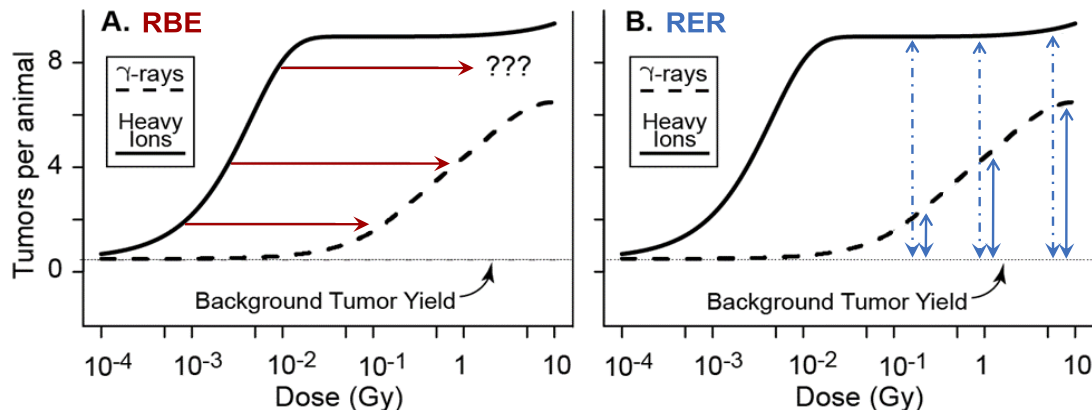 A. RBE
8
4
0
Tumors per animal
γ-rays
Heavy
Ions
???
Background Tumor Yield
10-4
10-3
10-2
10-1
1
10
Dose (Gy)
B. RER
γ-rays
Heavy
Ions
Background Tumor Yield
10-4
10-3
10-2
10-1
1
10
Dose (Gy)